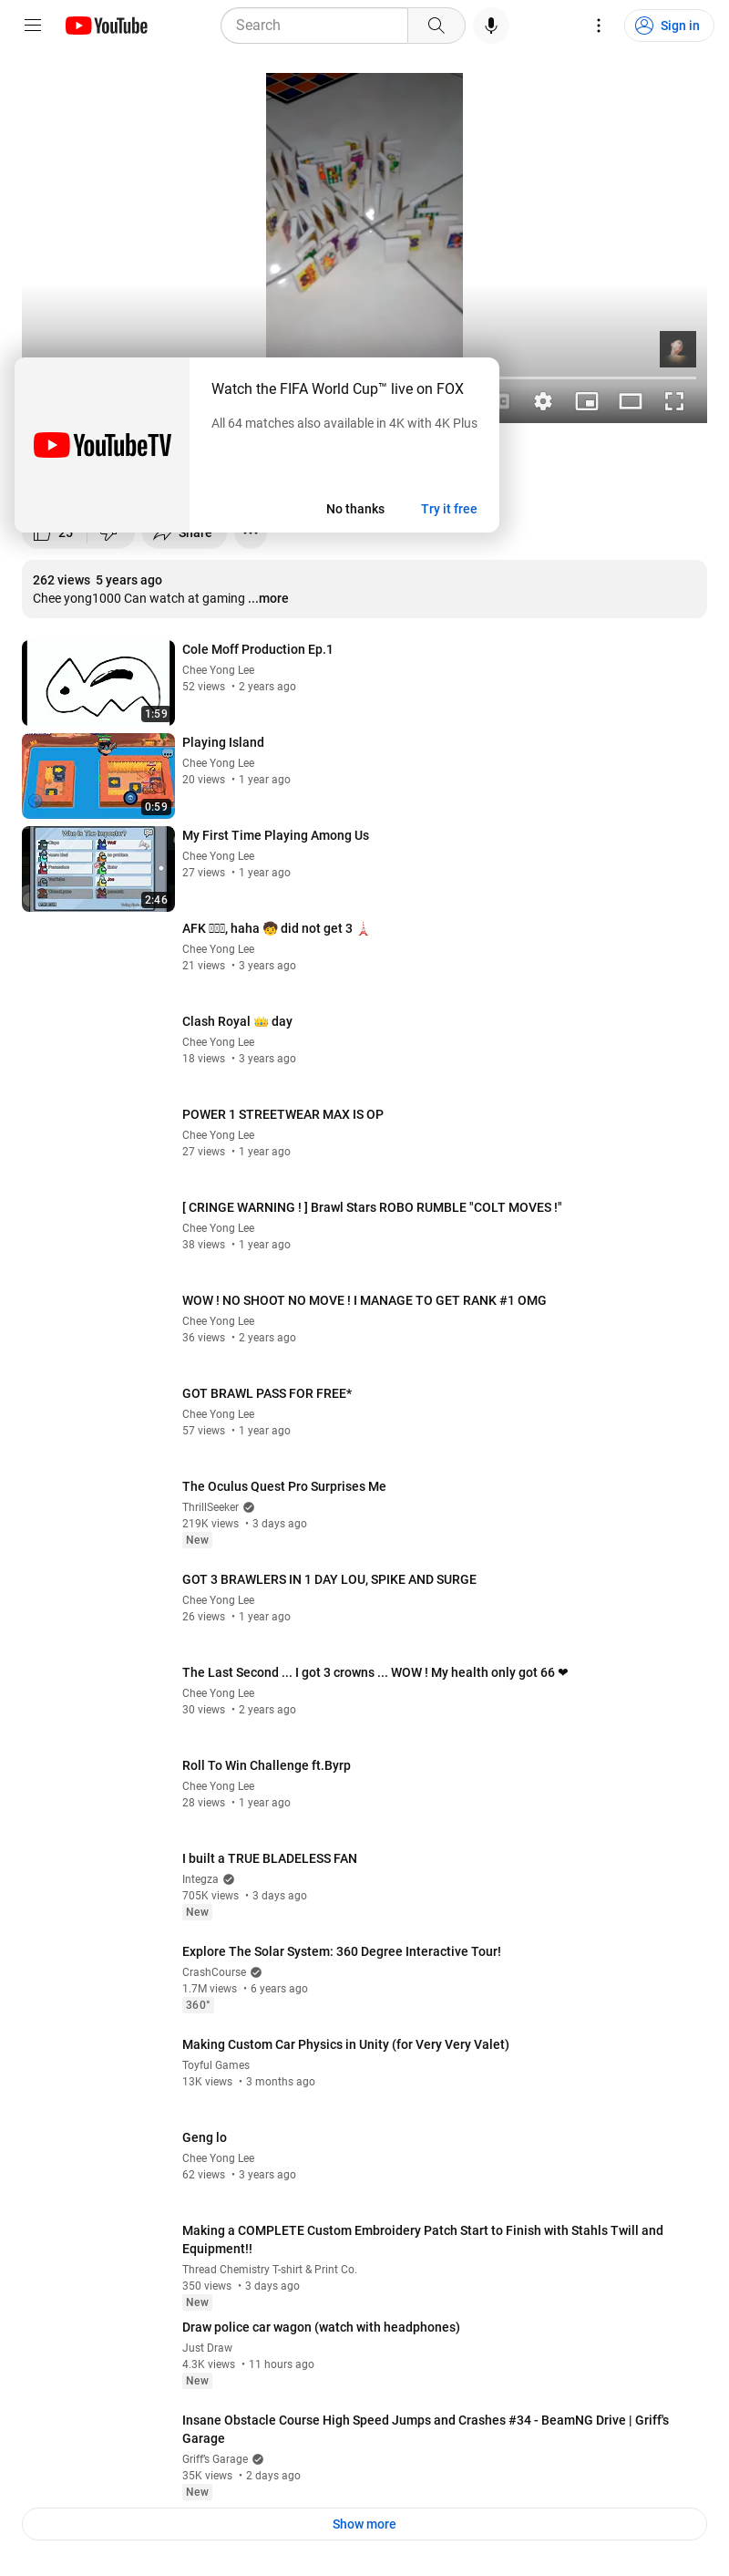 YouTube
Search
Sign in
Watch the FIFA World Cup™ live on FOX
All 64 matches also available in 4K with 4K Plus
YouTubeTV
No thanks
Try it free
25
Share
262 views 5 years ago
Chee yong1000 Can watch at gaming ...more
Cole Moff Production Ep.1
Chee Yong Lee
52 views • 2 years ago
1:59
Playing Island
Chee Yong Lee
20 views • 1 year ago
0:59
My First Time Playing Among Us
Chee Yong Lee
27 views • 1 year ago
Who Is The Impostor?
2:46
AFK , haha 🧒 did not get 3 🗼
Chee Yong Lee
21 views • 3 years ago
Clash Royal 👑 day
Chee Yong Lee
18 views • 3 years ago
POWER 1 STREETWEAR MAX IS OP
Chee Yong Lee
27 views • 1 year ago
[ CRINGE WARNING ! ] Brawl Stars ROBO RUMBLE "COLT MOVES !"
Chee Yong Lee
38 views • 1 year ago
WOW ! NO SHOOT NO MOVE ! I MANAGE TO GET RANK #1 OMG
Chee Yong Lee
36 views • 2 years ago
GOT BRAWL PASS FOR FREE*
Chee Yong Lee
57 views • 1 year ago
The Oculus Quest Pro Surprises Me
ThrillSeeker
219K views • 3 days ago
New
GOT 3 BRAWLERS IN 1 DAY LOU, SPIKE AND SURGE
Chee Yong Lee
26 views • 1 year ago
The Last Second ... I got 3 crowns ... WOW ! My health only got 66 ❤
Chee Yong Lee
30 views • 2 years ago
Roll To Win Challenge ft.Byrp
Chee Yong Lee
28 views • 1 year ago
I built a TRUE BLADELESS FAN
Integza
705K views • 3 days ago
New
Explore The Solar System: 360 Degree Interactive Tour!
CrashCourse
1.7M views • 6 years ago
360°
Making Custom Car Physics in Unity (for Very Very Valet)
Toyful Games
13K views • 3 months ago
Geng lo
Chee Yong Lee
62 views • 3 years ago
Making a COMPLETE Custom Embroidery Patch Start to Finish with Stahls Twill and
Equipment!!
Thread Chemistry T-shirt & Print Co.
350 views • 3 days ago
New
Draw police car wagon (watch with headphones)
Just Draw
4.3K views • 11 hours ago
New
Insane Obstacle Course High Speed Jumps and Crashes #34 - BeamNG Drive | Griff's
Garage
Griff's Garage
35K views • 2 days ago
New
Show more